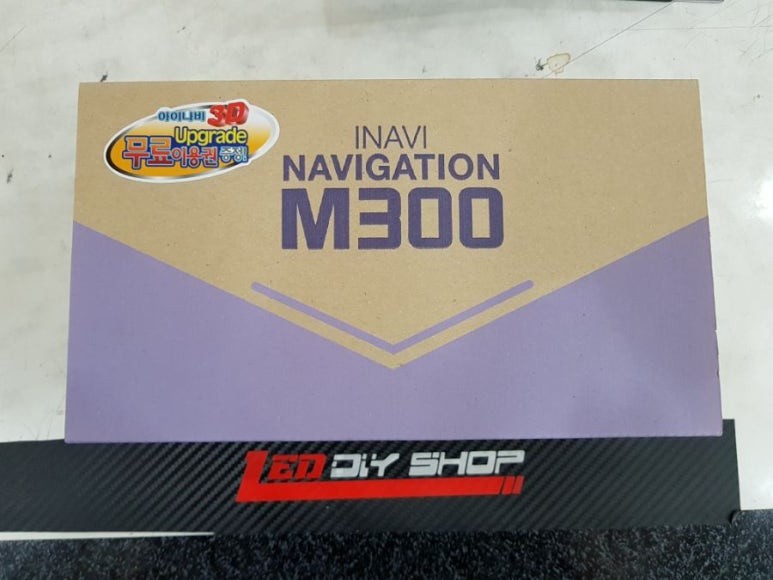 아이나비 3D
Upgrade
무료이용권 증정!
INAVI
NAVIGATION
M300
LED DIY SHOP